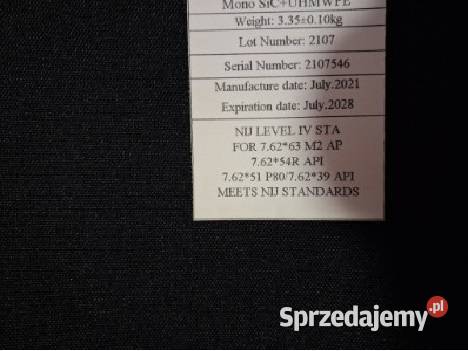 Mono SiC+UHMWPE
Weight: 3.35±0.10kg
Lot Number: 2107
Serial Number: 2107546
Manufacture date: July.2021
Expiration date: July.2028
NIJ LEVEL IV STA
FOR 7.62*63 M2 AP
7.62*54R API
7.62*51 P80/7.62*39 API
MEETS NIJ STANDARDS
Sprzedajemy.pl